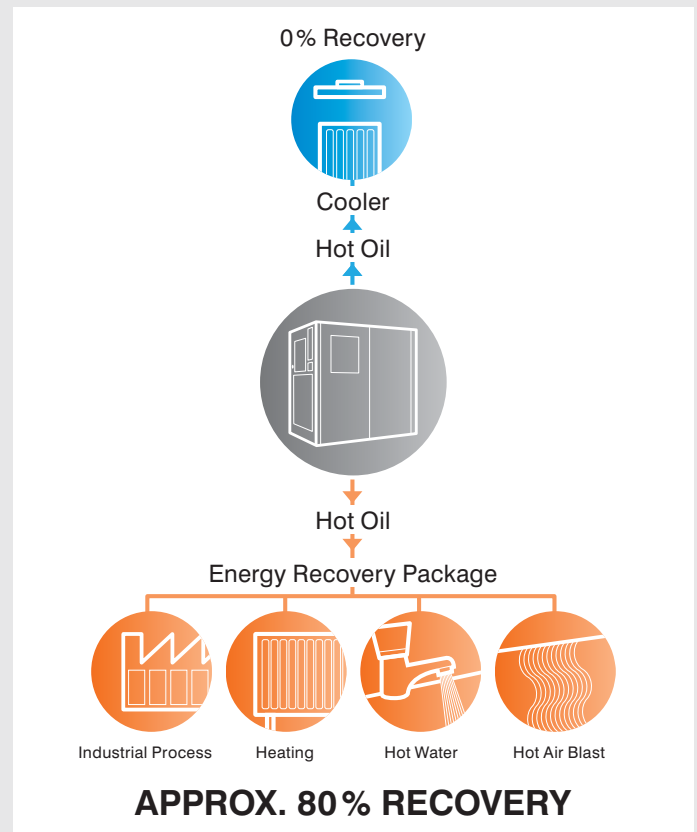 0% Recovery
Cooler
Hot Oil
Hot Oil
Energy Recovery Package
Industrial Process
Heating
Hot Water
Hot Air Blast
APPROX. 80% RECOVERY